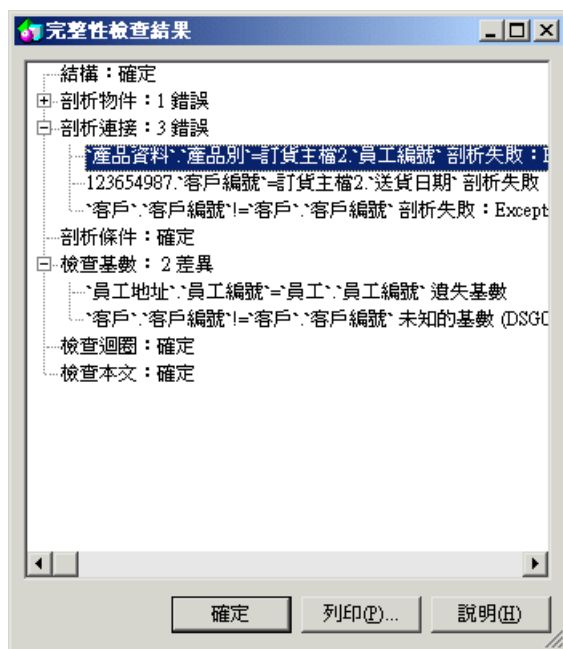 完整性檢查結果
結構：確定
剖析物件：1 錯誤
剖析連接：3 錯誤
`產品資料`.`產品別`=訂貨主檔2.`員工編號` 剖析失敗：E
123654987.`客戶編號`=訂貨主檔2.`送貨日期` 剖析失敗
`客戶`.`客戶編號`!=`客戶`.`客戶編號` 剖析失敗：Except
剖析條件：確定
檢查基數： 2 差異
`員工地址`.`員工編號`=`員工`.`員工編號` 遺失基數
`客戶`.`客戶編號`!=`客戶`.`客戶編號` 未知的基數 (DSGC
檢查迴圈：確定
檢查本文：確定
確定
列印(P)...
說明(H)